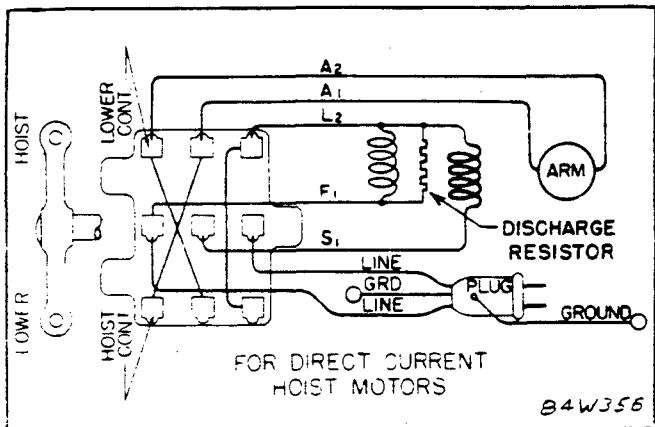 A2
A1
L2
HOIST
LOWER CONT.
ARM
F1
DISCHARGE
RESISTOR
S1
LINE
GRD
PLUG
LINE
GROUND
LOWER
HOIST CONT.
FOR DIRECT CURRENT
HOIST MOTORS
84W356